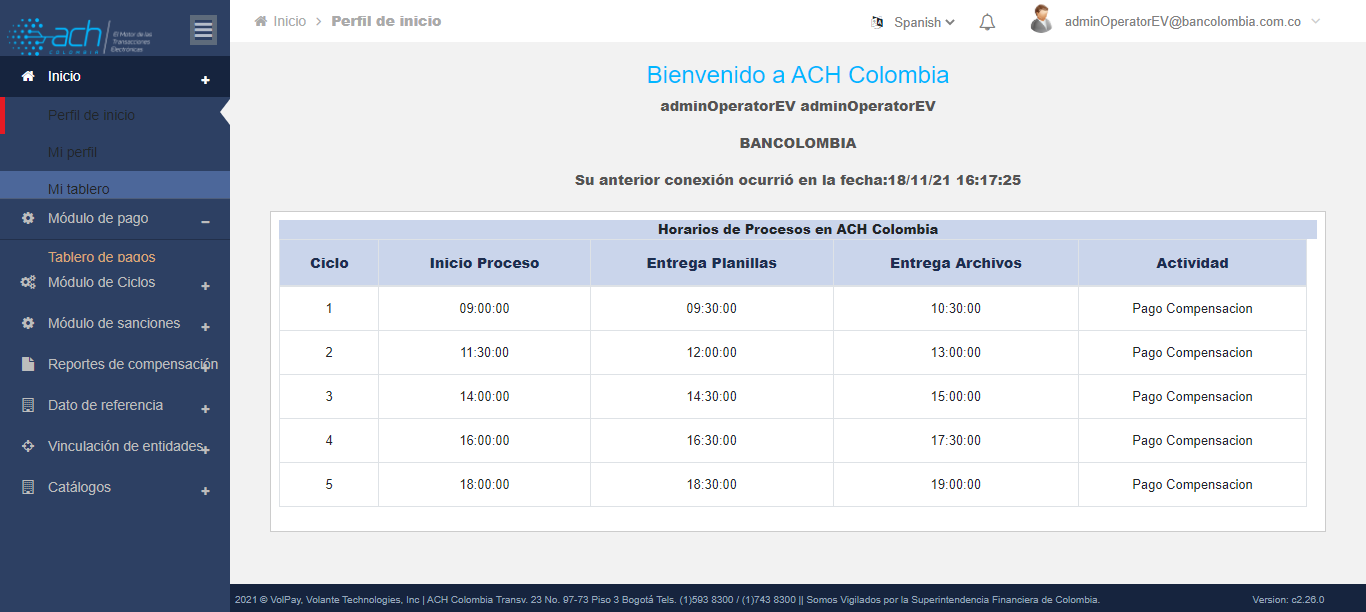 ach
COLOMBIA
El Motor de las
Transacciones
Electrónicas
Inicio
Perfil de inicio
Mi perfil
Mi tablero
Módulo de pago
Tablero de pagos
Módulo de Ciclos
Módulo de sanciones
Reportes de compensación
Dato de referencia
Vinculación de entidades
Catálogos
Inicio > Perfil de inicio
Spanish
adminOperatorEV@bancolombia.com.co
Bienvenido a ACH Colombia
adminOperatorEV adminOperatorEV
BANCOLOMBIA
Su anterior conexión ocurrió en la fecha:18/11/21 16:17:25
Horarios de Procesos en ACH Colombia
Ciclo Inicio Proceso Entrega Planillas Entrega Archivos Actividad
1 09:00:00 09:30:00 10:30:00 Pago Compensacion
2 11:30:00 12:00:00 13:00:00 Pago Compensacion
3 14:00:00 14:30:00 15:00:00 Pago Compensacion
4 16:00:00 16:30:00 17:30:00 Pago Compensacion
5 18:00:00 18:30:00 19:00:00 Pago Compensacion
2021 © VolPay, Volante Technologies, Inc | ACH Colombia Transv. 23 No. 97-73 Piso 3 Bogotá Tels. (1)593 8300 / (1)743 8300 || Somos Vigilados por la Superintendencia Financiera de Colombia.
Version: c2.26.0